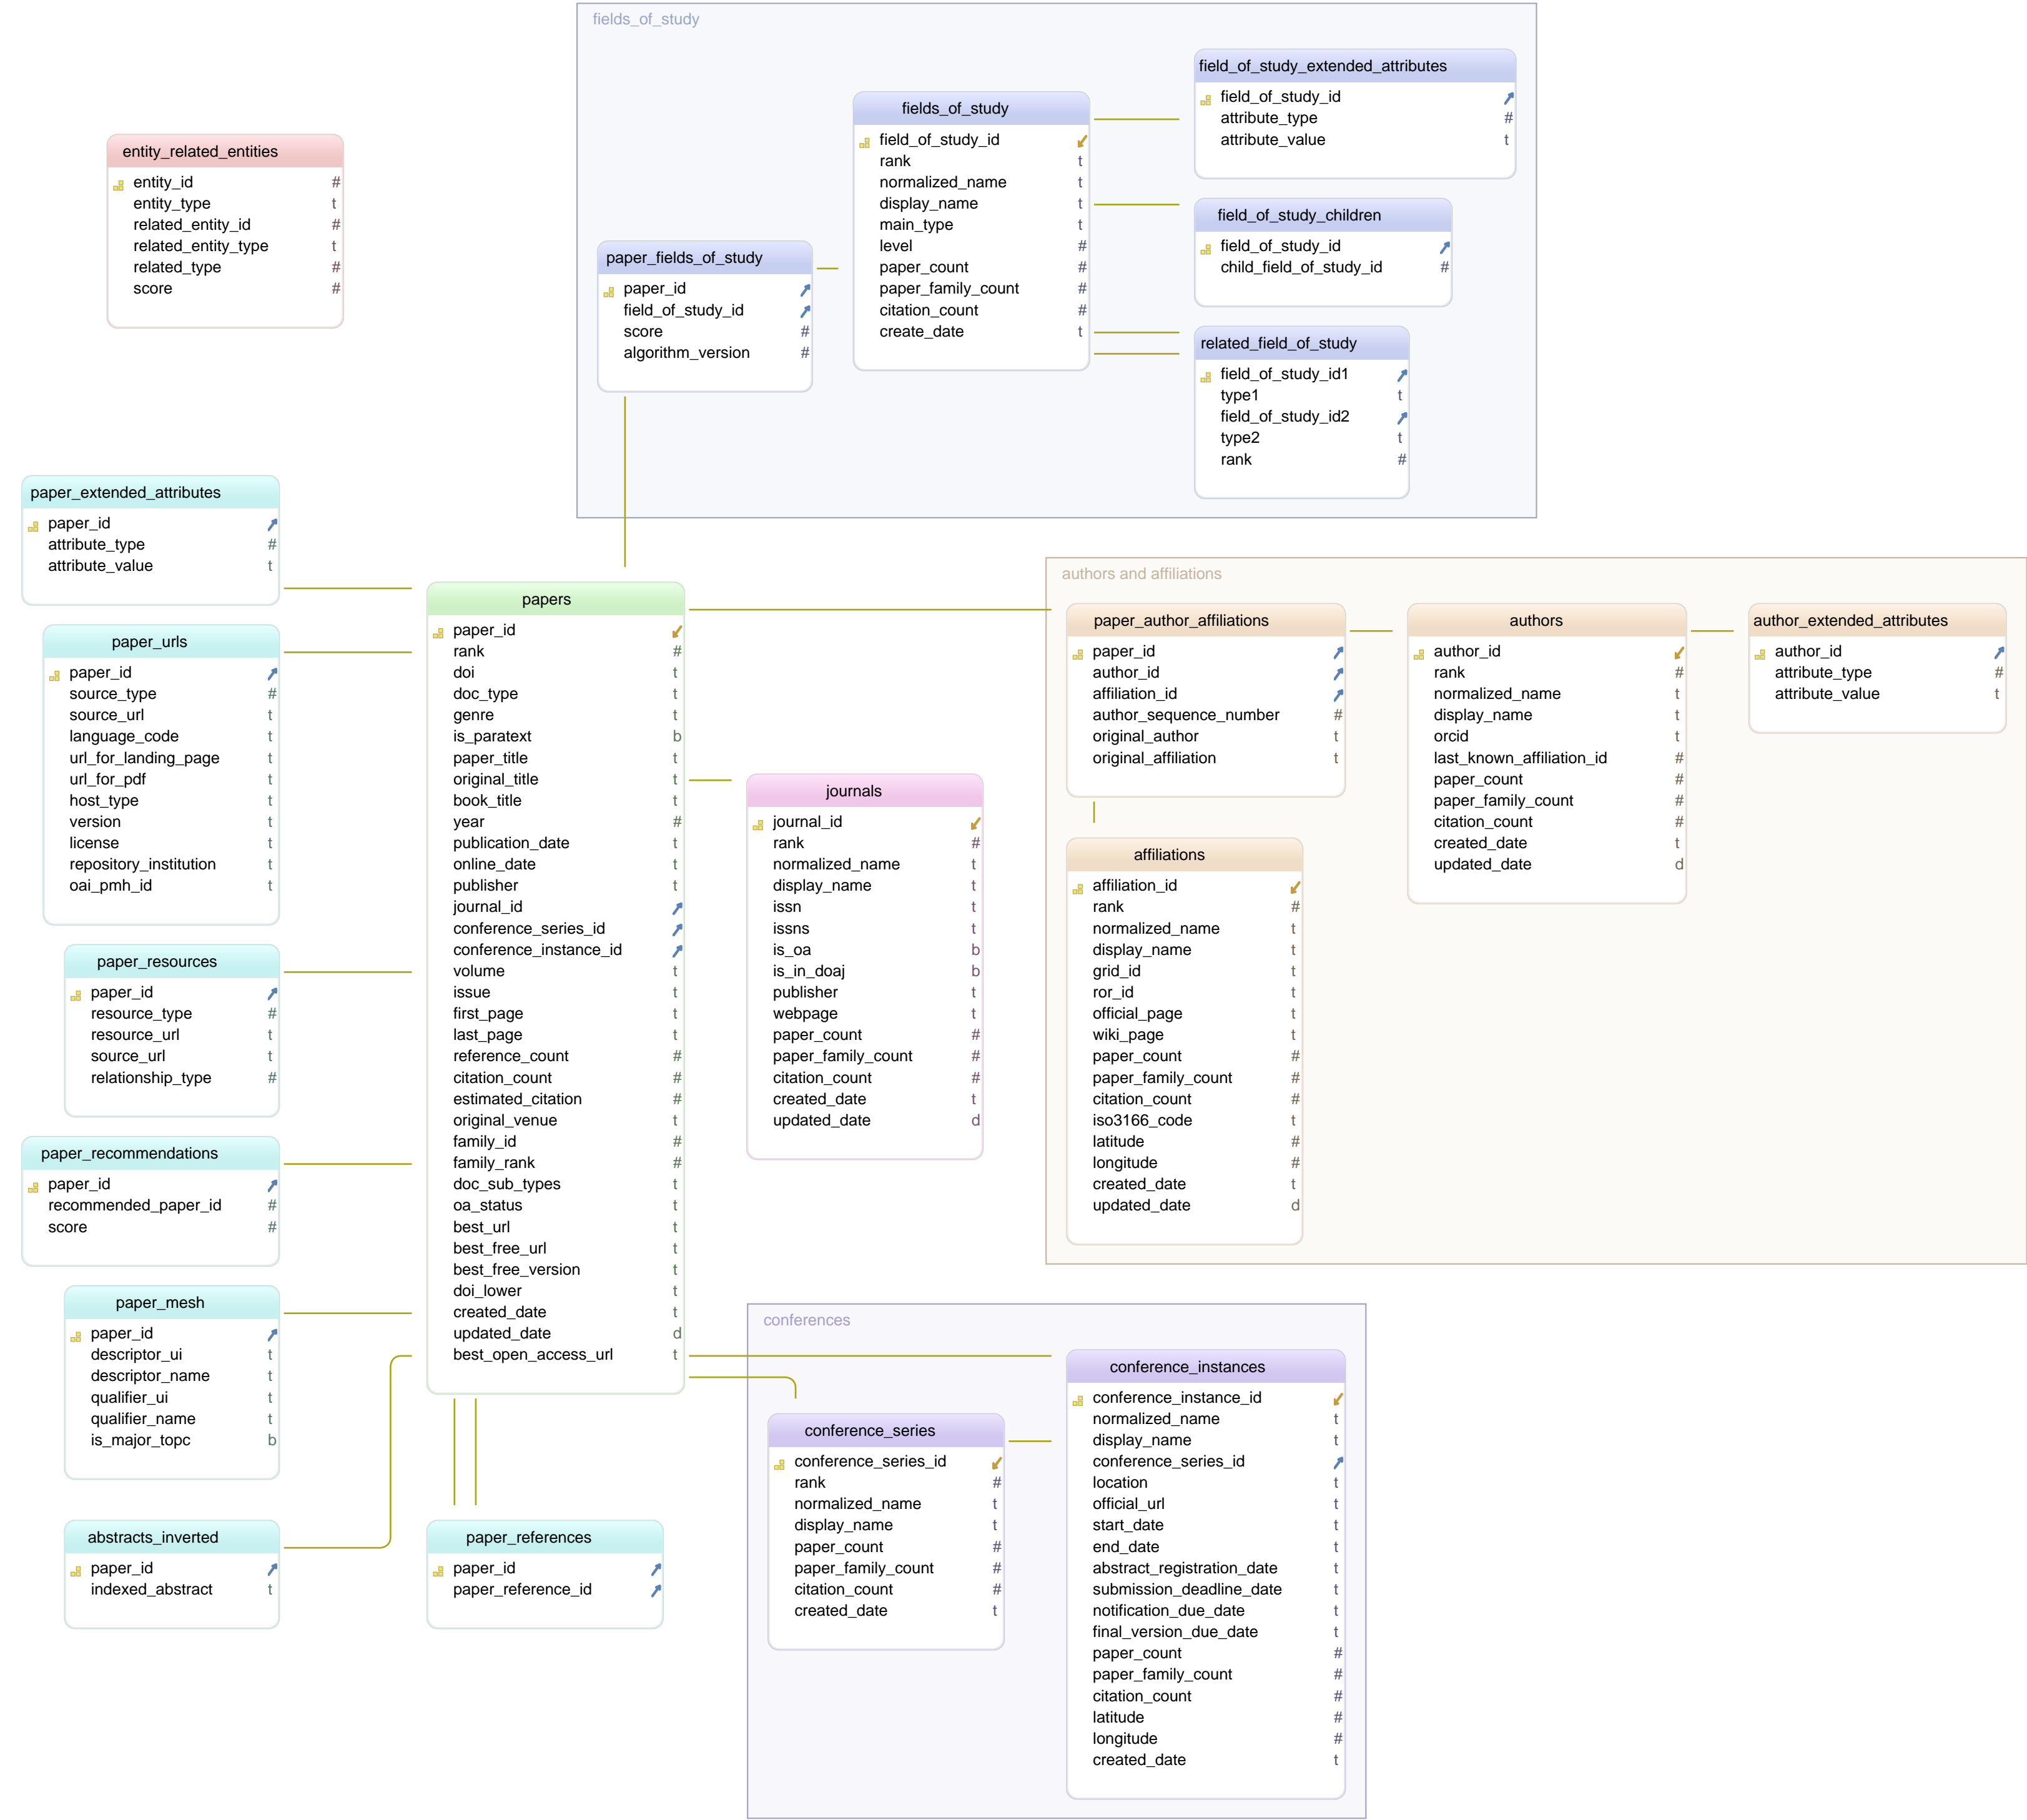 fields_of_study
field_of_study_extended_attributes
field_of_study_id
attribute_type #
attribute_value t
fields_of_study
field_of_study_id
rank t
normalized_name t
display_name t
main_type t
level #
paper_count #
paper_family_count #
citation_count #
create_date t
field_of_study_children
field_of_study_id
child_field_of_study_id #
paper_fields_of_study
paper_id
field_of_study_id
score #
algorithm_version #
related_field_of_study
field_of_study_id1
type1 t
field_of_study_id2
type2 t
rank #
entity_related_entities
entity_id #
entity_type t
related_entity_id #
related_entity_type t
related_type #
score #
paper_extended_attributes
paper_id
attribute_type #
attribute_value t
paper_urls
paper_id
source_type #
source_url t
language_code t
url_for_landing_page t
url_for_pdf t
host_type t
version t
license t
repository_institution t
oai_pmh_id t
paper_resources
paper_id
resource_type #
resource_url t
source_url t
relationship_type #
paper_recommendations
paper_id
recommended_paper_id #
score #
paper_mesh
paper_id
descriptor_ui t
descriptor_name t
qualifier_ui t
qualifier_name t
is_major_topc b
abstracts_inverted
paper_id
indexed_abstract t
papers
paper_id
rank #
doi t
doc_type t
genre t
is_paratext b
paper_title t
original_title t
book_title t
year #
publication_date t
online_date t
publisher t
journal_id
conference_series_id
conference_instance_id
volume t
issue t
first_page t
last_page t
reference_count #
citation_count #
estimated_citation #
original_venue t
family_id #
family_rank #
doc_sub_types t
oa_status t
best_url t
best_free_url t
best_free_version t
doi_lower t
created_date t
updated_date d
best_open_access_url t
paper_references
paper_id
paper_reference_id
journals
journal_id
rank #
normalized_name t
display_name t
issn t
issns t
is_oa b
is_in_doaj b
publisher t
webpage t
paper_count #
paper_family_count #
citation_count #
created_date t
updated_date d
authors and affiliations
paper_author_affiliations
paper_id
author_id
affiliation_id
author_sequence_number #
original_author t
original_affiliation t
authors
author_id
rank #
normalized_name t
display_name t
orcid t
last_known_affiliation_id #
paper_count #
paper_family_count #
citation_count #
created_date t
updated_date d
author_extended_attributes
author_id
attribute_type #
attribute_value t
affiliations
affiliation_id
rank #
normalized_name t
display_name t
grid_id t
ror_id t
official_page t
wiki_page t
paper_count #
paper_family_count #
citation_count #
iso3166_code t
latitude #
longitude #
created_date t
updated_date d
conferences
conference_series
conference_series_id
rank #
normalized_name t
display_name t
paper_count #
paper_family_count #
citation_count #
created_date t
conference_instances
conference_instance_id
normalized_name t
display_name t
conference_series_id
location t
official_url t
start_date t
end_date t
abstract_registration_date t
submission_deadline_date t
notification_due_date t
final_version_due_date t
paper_count #
paper_family_count #
citation_count #
latitude #
longitude #
created_date t